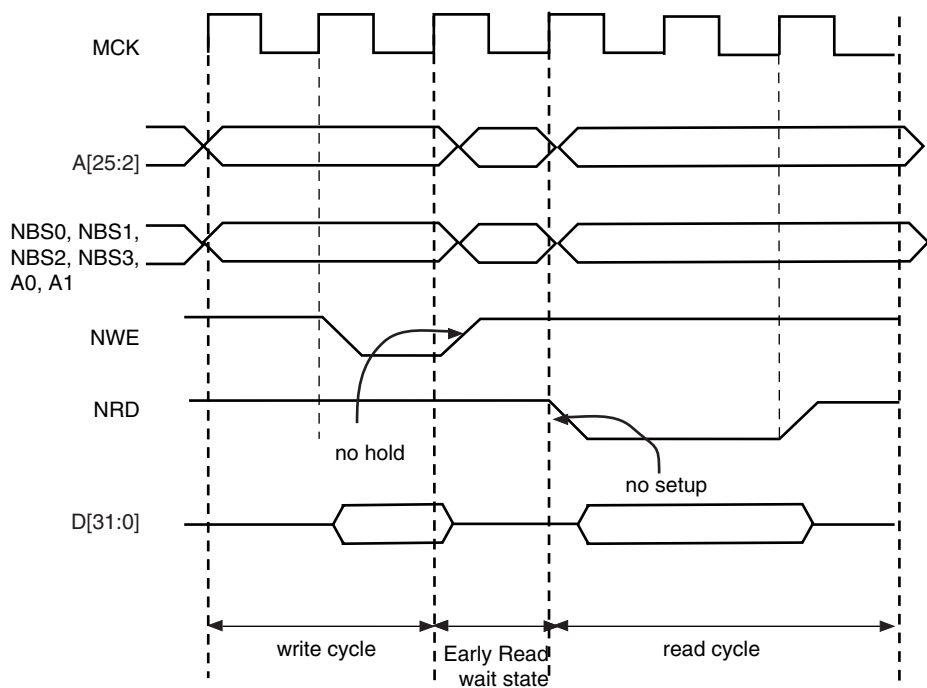 MCK
A[25:2]
NBS0, NBS1,
NBS2, NBS3,
A0, A1
NWE
NRD
no hold
no setup
D[31:0]
write cycle
Early Read
wait state
read cycle